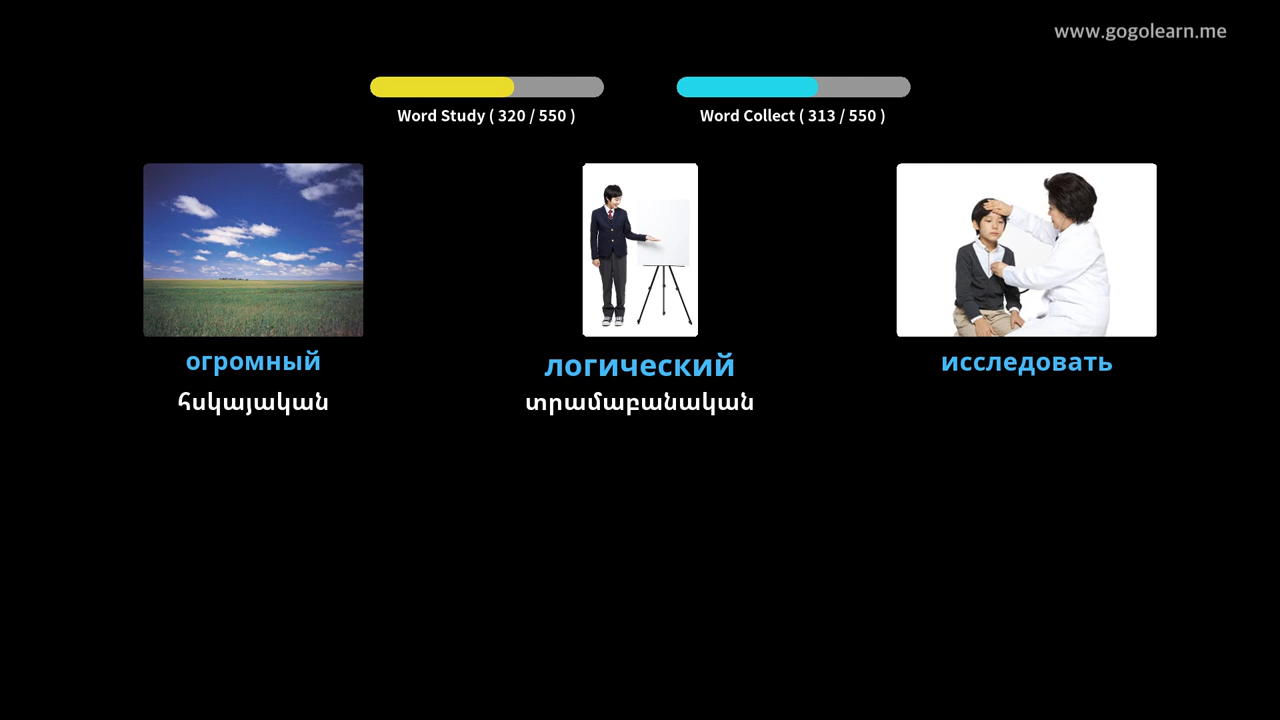 www.gogolearn.me
Word Study ( 320 / 550 )
Word Collect ( 313 / 550 )
огромный
հսկայական
логический
տրամաբանական
исследовать